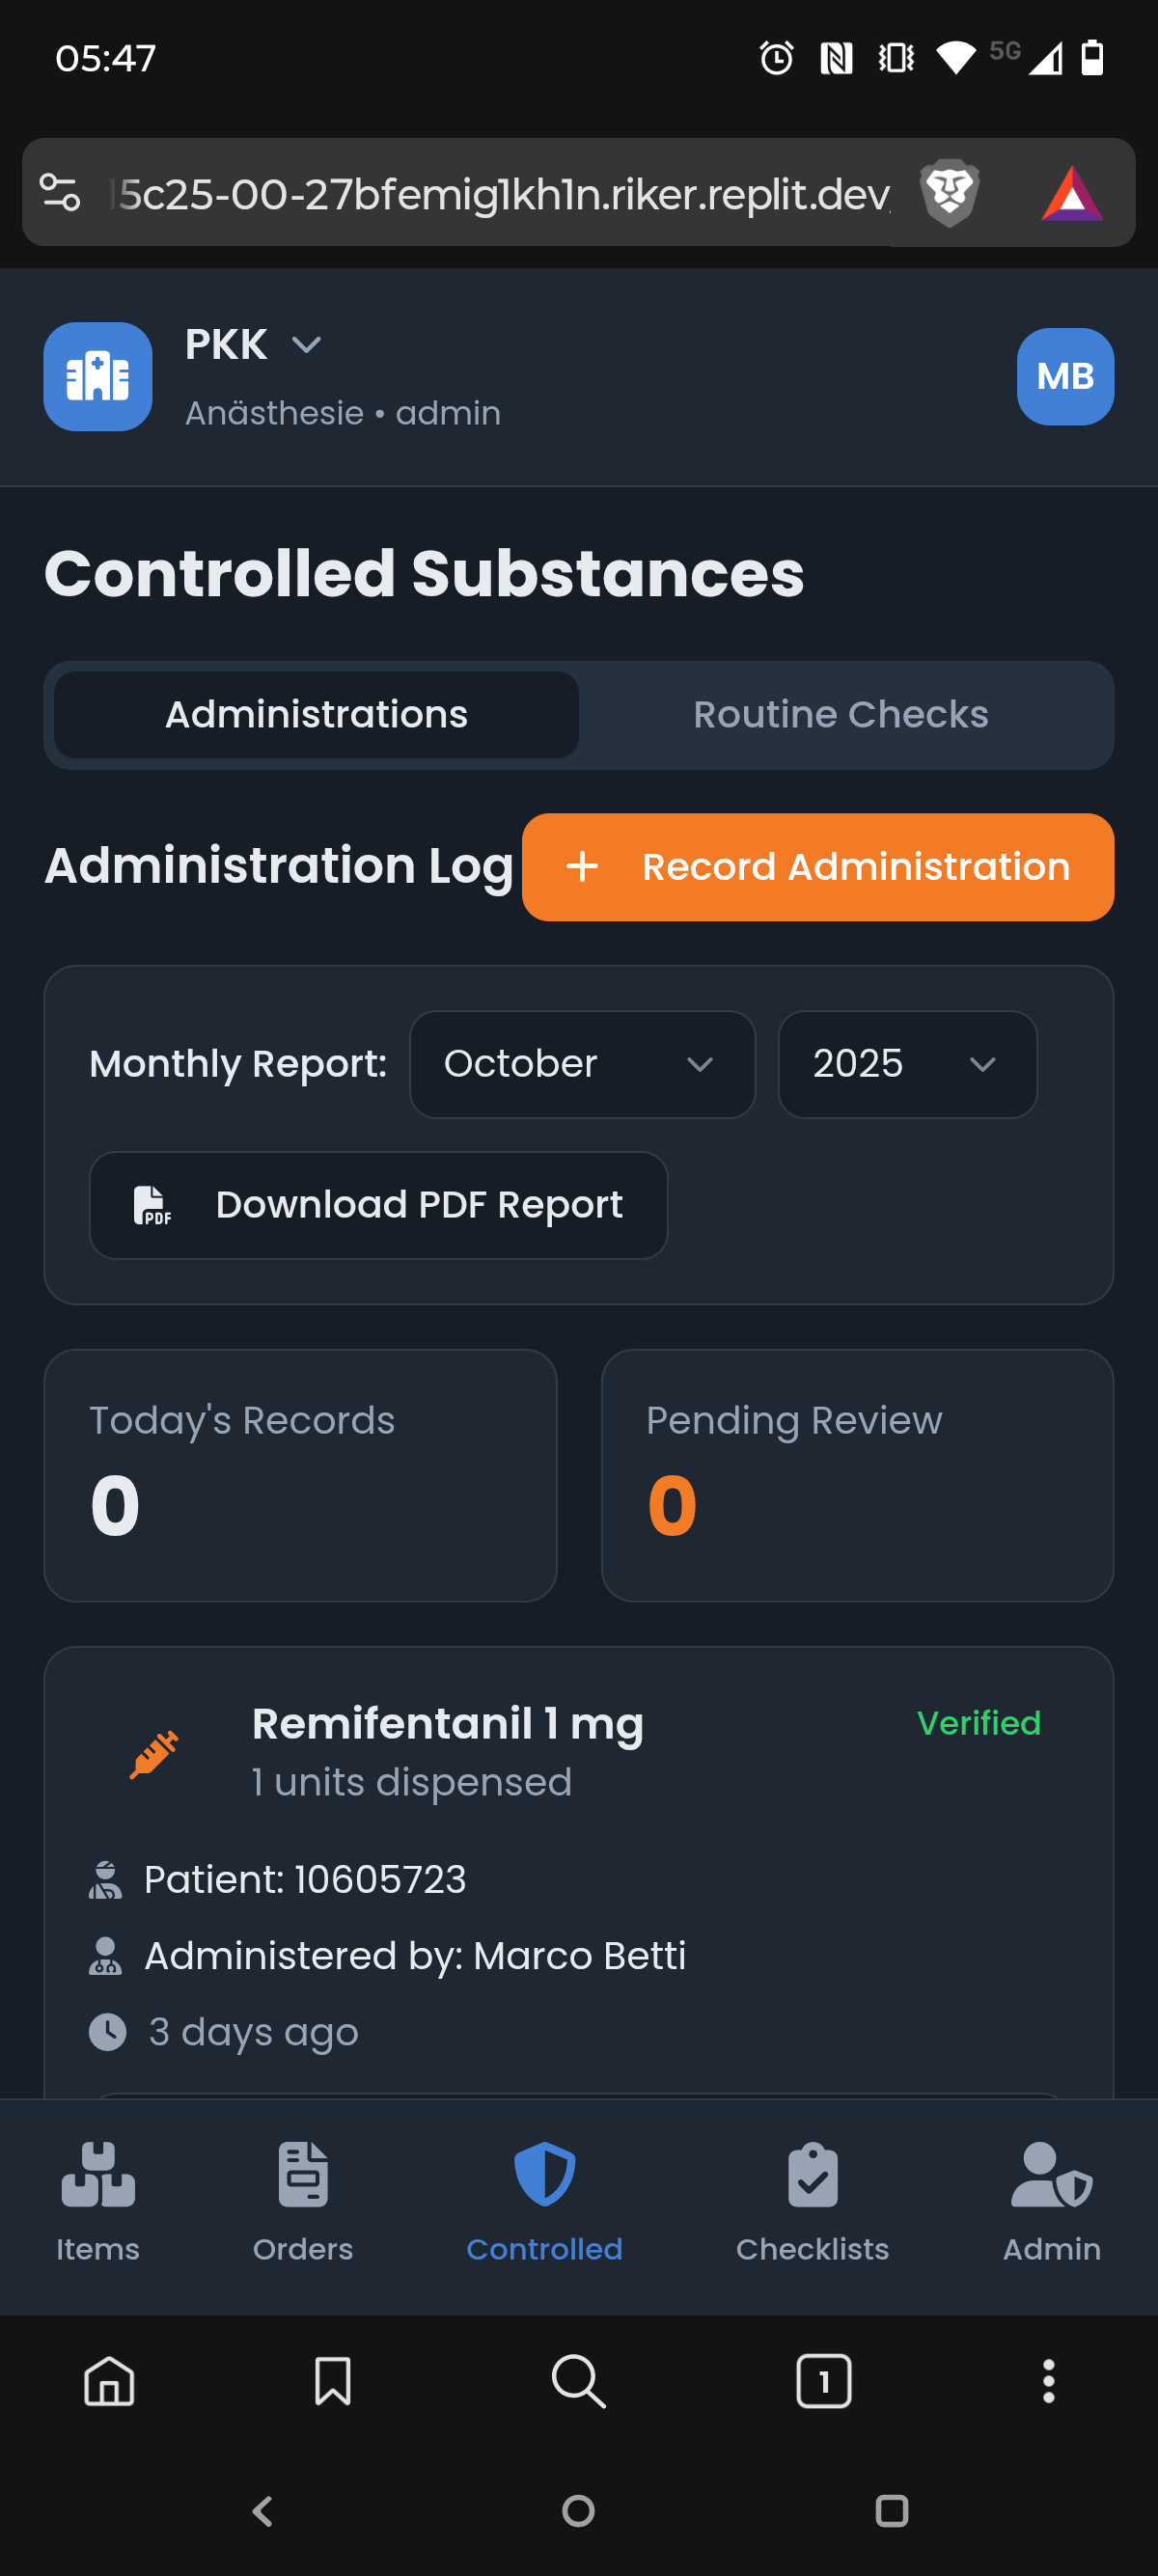 05:47
5G
5c25-00-27bfemig1kh1n.riker.replit.dev
PKK
Anästhesie • admin
MB
Controlled Substances
Administrations
Routine Checks
Administration Log
+ Record Administration
Monthly Report:
October
2025
PDF
Download PDF Report
Today's Records
0
Pending Review
0
Remifentanil 1 mg
Verified
1 units dispensed
Patient: 10605723
Administered by: Marco Betti
3 days ago
Items
Orders
Controlled
Checklists
Admin
1